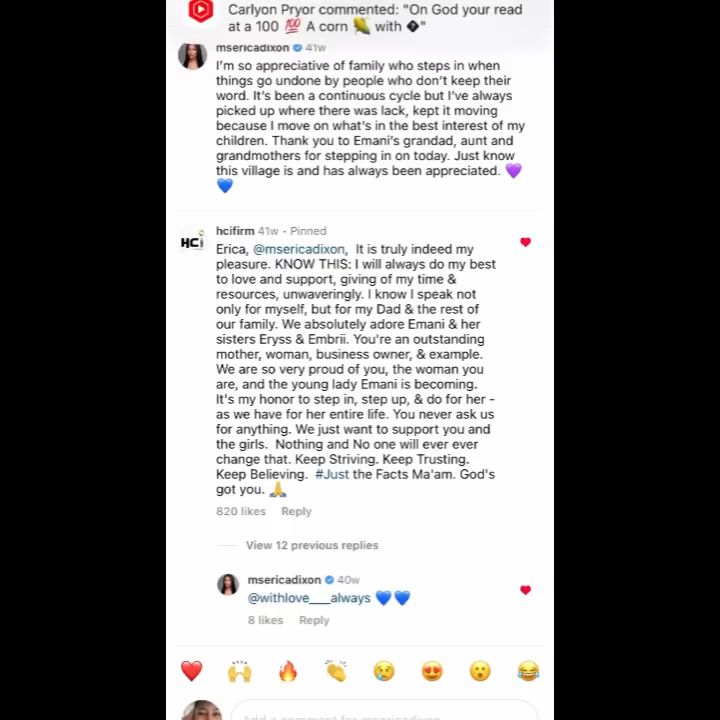 Carlyon Pryor commented: "On God your read
at a 100 💯 A corn 🌽 with �"
msericadixon 41w
I'm so appreciative of family who steps in when
things go undone by people who don't keep their
word. It's been a continuous cycle but I've always
picked up where there was lack, kept it moving
because I move on what's in the best interest of my
children. Thank you to Emani's grandad, aunt and
grandmothers for stepping in on today. Just know
this village is and has always been appreciated. 💜
💙
HCi
hcifirm 41w · Pinned
Erica, @msericadixon, It is truly indeed my
pleasure. KNOW THIS: I will always do my best
to love and support, giving of my time &
resources, unwaveringly. I know I speak not
only for myself, but for my Dad & the rest of
our family. We absolutely adore Emani & her
sisters Eryss & Embrii. You're an outstanding
mother, woman, business owner, & example.
We are so very proud of you, the woman you
are, and the young lady Emani is becoming.
It's my honor to step in, step up, & do for her -
as we have for her entire life. You never ask us
for anything. We just want to support you and
the girls. Nothing and No one will ever ever
change that. Keep Striving. Keep Trusting.
Keep Believing. #Just the Facts Ma'am. God's
got you. 🙏
820 likes Reply
View 12 previous replies
msericadixon 40w
@withlove___always 💙💙
8 likes Reply
❤️ 🙌 🔥 👏 😢 😍 😮 😂
Add a comment for msericadixon